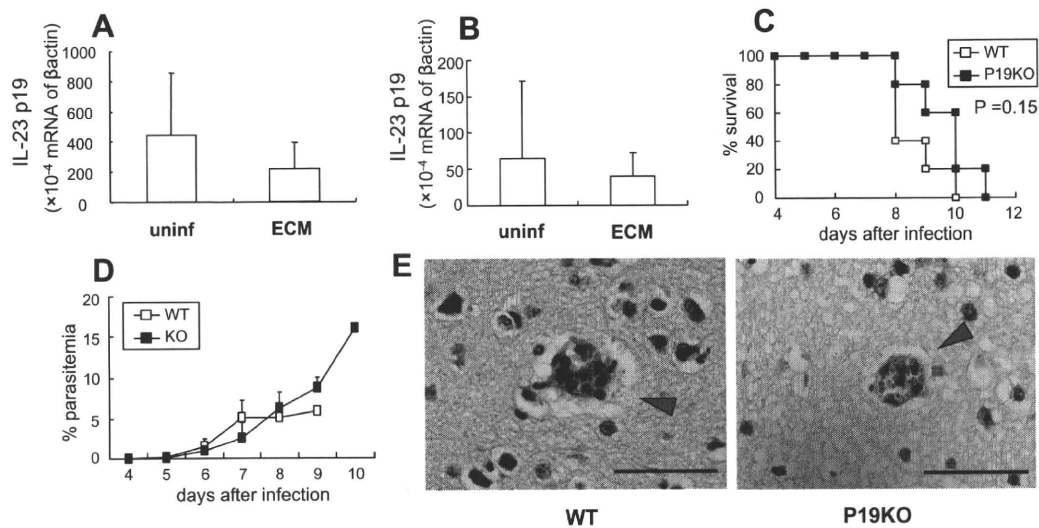 A
IL-23 p19
(×10-4 mRNA of βactin)
1000
800
600
400
200
0
uninf
ECM
B
IL-23 p19
(×10-4 mRNA of βactin)
200
150
100
50
0
uninf
ECM
C
% survival
100
80
60
40
20
0
4
6
8
10
12
days after infection
WT
P19KO
P =0.15
D
% parasitemia
20
15
10
5
0
4
5
6
7
8
9
10
days after infection
WT
KO
E
WT
P19KO